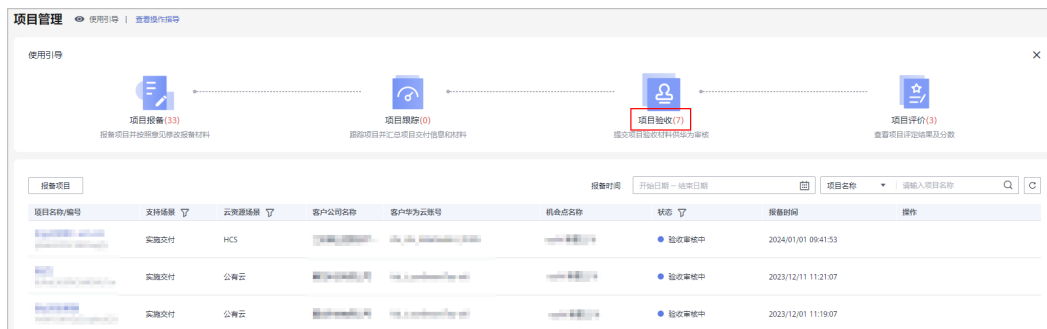 项目管理 使用引导 | 查看操作指导
使用引导
项目报备(33) 项目跟踪(0) 项目验收(7) 项目评价(3)
报备项目并按照意见修改报备材料 跟踪项目并汇总项目交付信息和材料 提交项目验收材料供华为审核 查看项目评定结果及分数
报备项目 报备时间 开始日期 – 结束日期 项目名称 请输入项目名称
项目名称/编号 支持场景 云资源场景 客户公司名称 客户华为云账号 机会点名称 状态 报备时间 操作
实施交付 HCS 验收审核中 2024/01/01 09:41:53
实施交付 公有云 验收审核中 2023/12/11 11:21:07
实施交付 公有云 验收审核中 2023/12/11 11:19:07